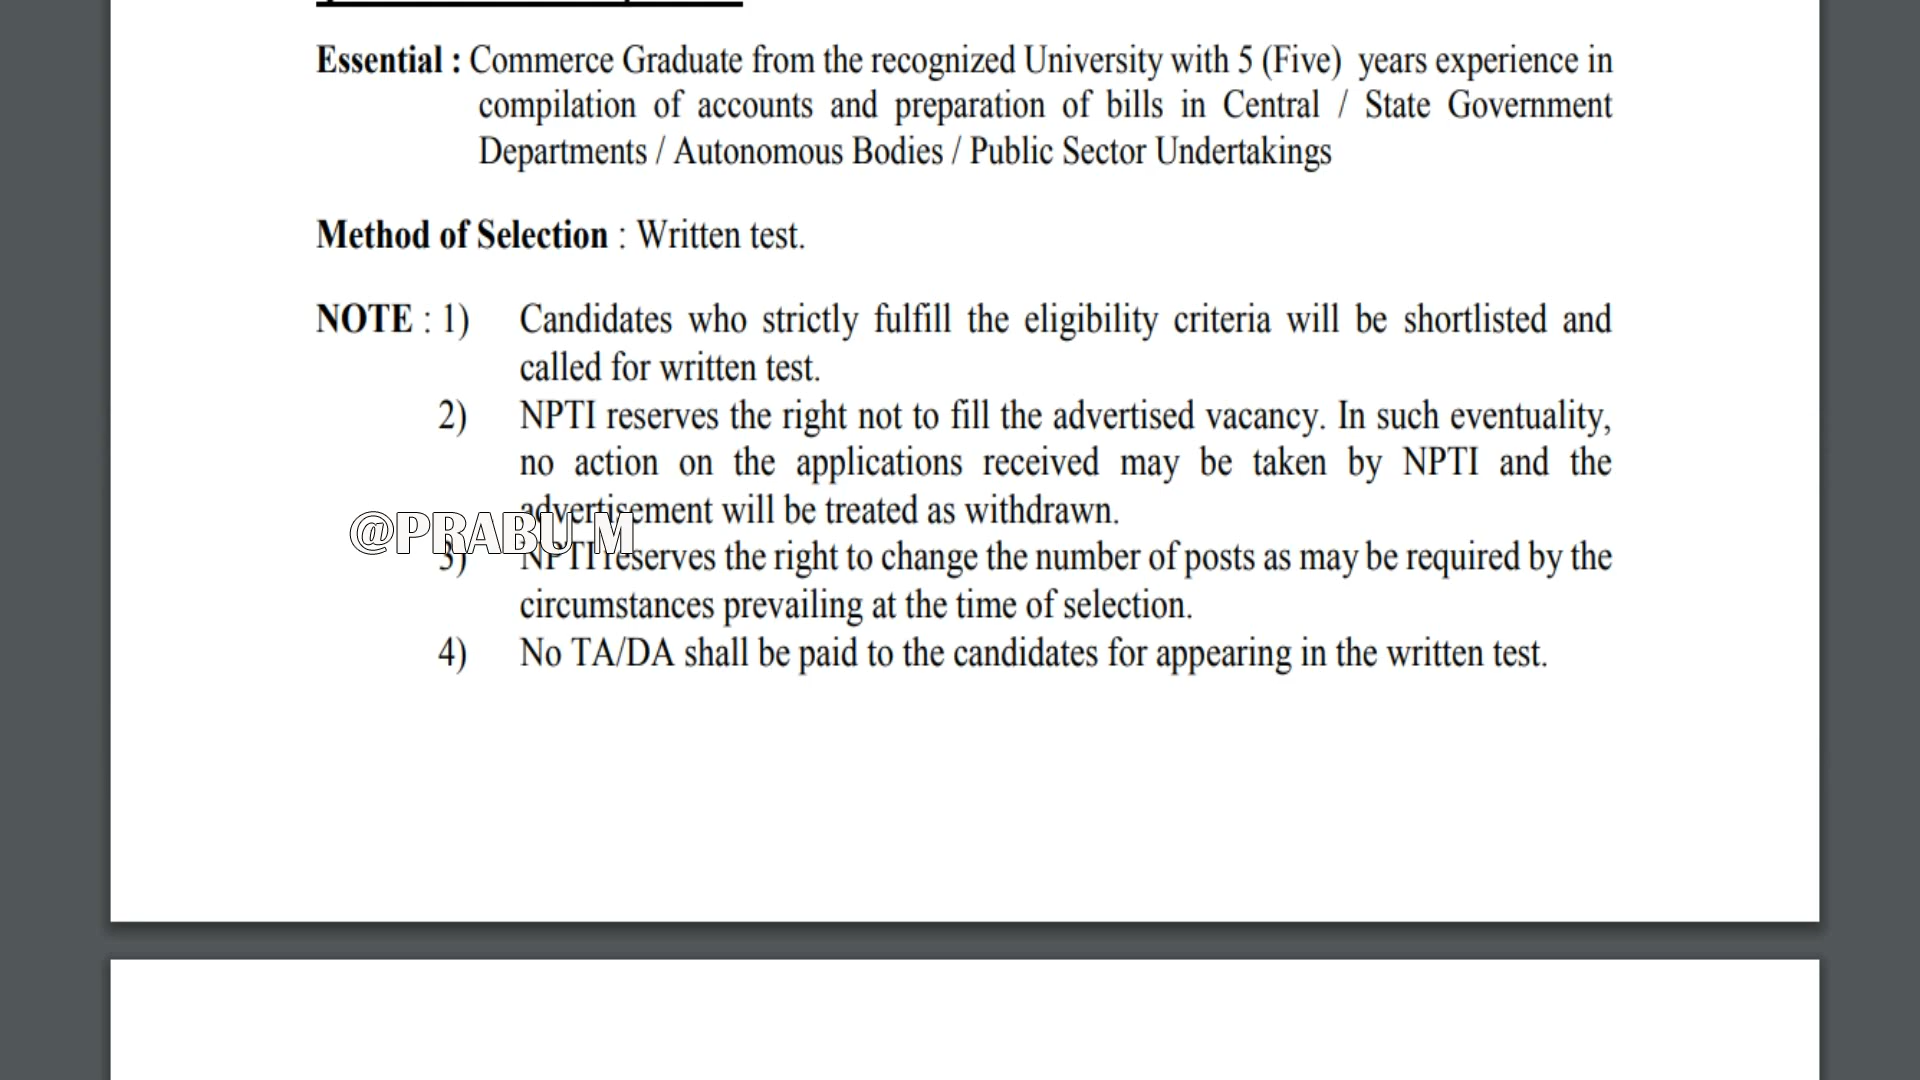 Essential : Commerce Graduate from the recognized University with 5 (Five) years experience in
compilation of accounts and preparation of bills in Central / State Government
Departments / Autonomous Bodies / Public Sector Undertakings
Method of Selection : Written test.
NOTE : 1) Candidates who strictly fulfill the eligibility criteria will be shortlisted and
called for written test.
2) NPTI reserves the right not to fill the advertised vacancy. In such eventuality,
no action on the applications received may be taken by NPTI and the
advertisement will be treated as withdrawn.
@PRABU M
3) NPTI reserves the right to change the number of posts as may be required by the
circumstances prevailing at the time of selection.
4) No TA/DA shall be paid to the candidates for appearing in the written test.